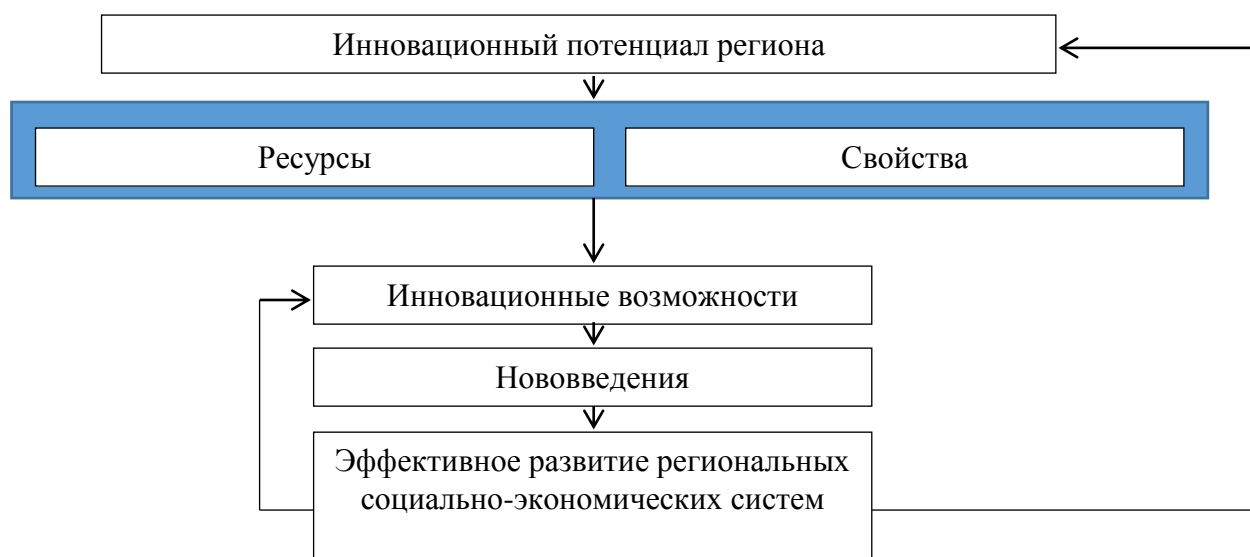 Инновационный потенциал региона
Ресурсы
Свойства
Инновационные возможности
Нововведения
Эффективное развитие региональных
социально-экономических систем